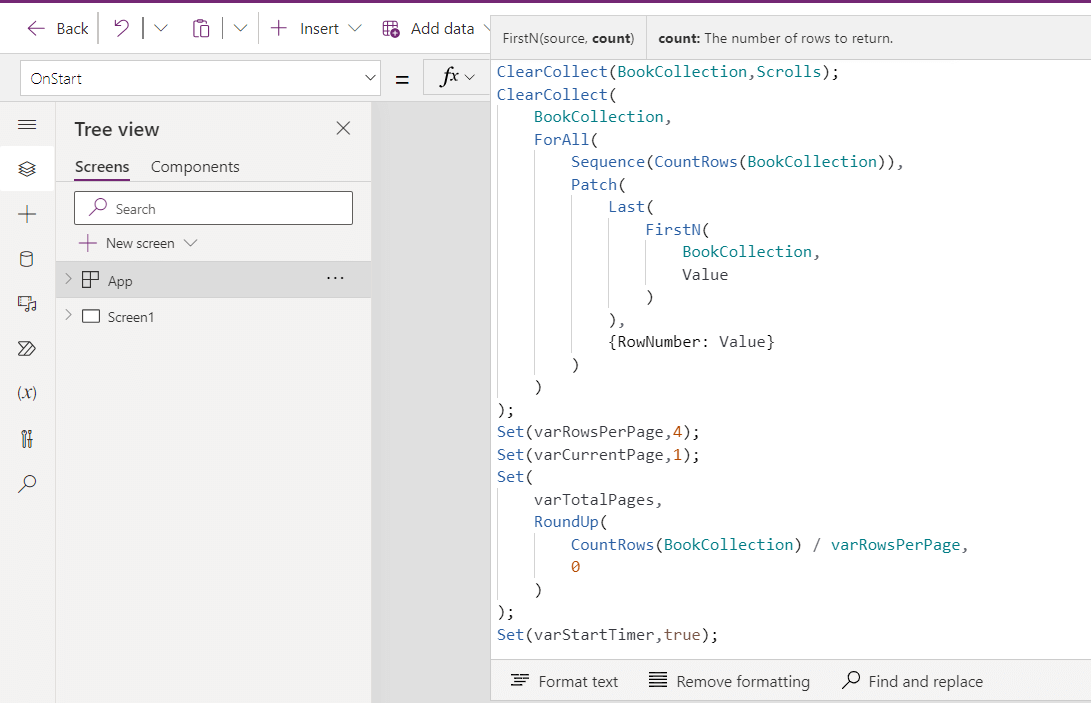 Back
Insert
Add data
FirstN(source, count)
count: The number of rows to return.
OnStart
=
fx
Tree view
Screens
Components
Search
New screen
App
...
Screen1
(x)
ClearCollect(BookCollection,Scrolls);
ClearCollect(
    BookCollection,
    ForAll(
        Sequence(CountRows(BookCollection)),
        Patch(
            Last(
                FirstN(
                    BookCollection,
                    Value
                )
            ),
            {RowNumber: Value}
        )
    )
);
Set(varRowsPerPage,4);
Set(varCurrentPage,1);
Set(
    varTotalPages,
    RoundUp(
        CountRows(BookCollection) / varRowsPerPage,
        0
    )
);
Set(varStartTimer,true);
Format text
Remove formatting
Find and replace